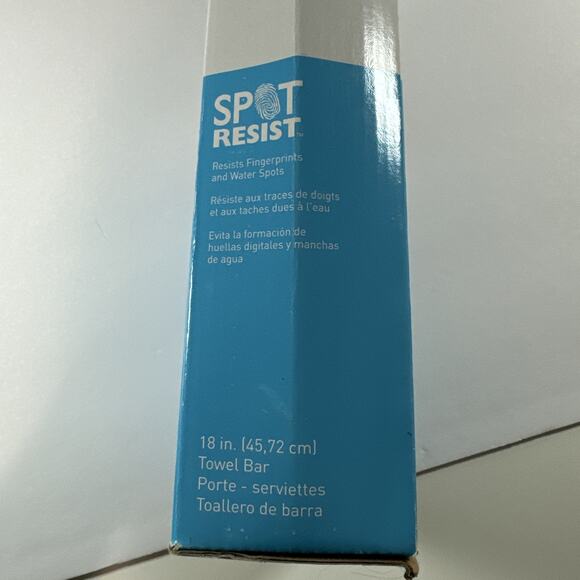 SPOT
RESIST™
Resists Fingerprints
and Water Spots
Résiste aux traces de doigts
et aux taches dues à l'eau
Evita la formación de
huellas digitales y manchas
de agua
18 in. (45,72 cm)
Towel Bar
Porte - serviettes
Toallero de barra